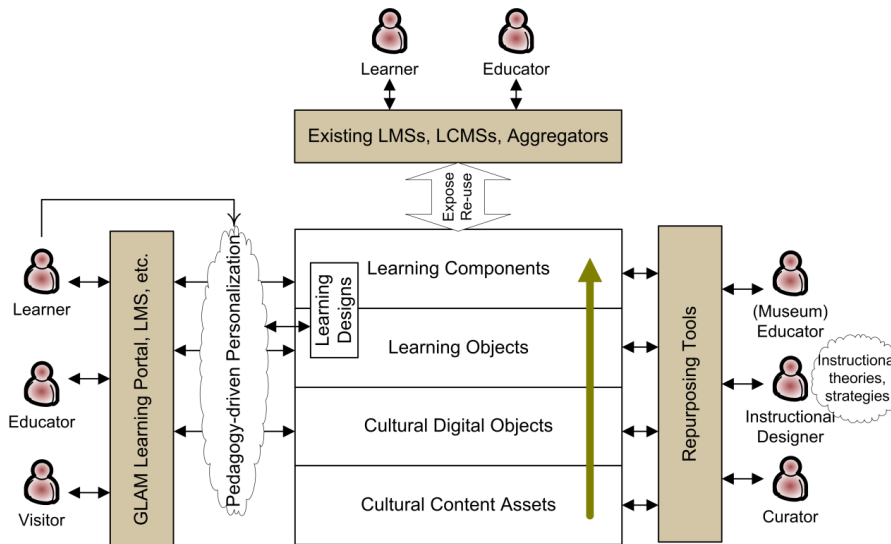 Learner
Educator
Existing LMSs, LCMSs, Aggregators
Expose
Re-use
Learner
Educator
Visitor
GLAM Learning Portal, LMS, etc.
Pedagogy-driven Personalization
Learning
Designs
Learning Components
Learning Objects
Cultural Digital Objects
Cultural Content Assets
Repurposing Tools
(Museum)
Educator
Instructional
theories,
strategies
Instructional
Designer
Curator